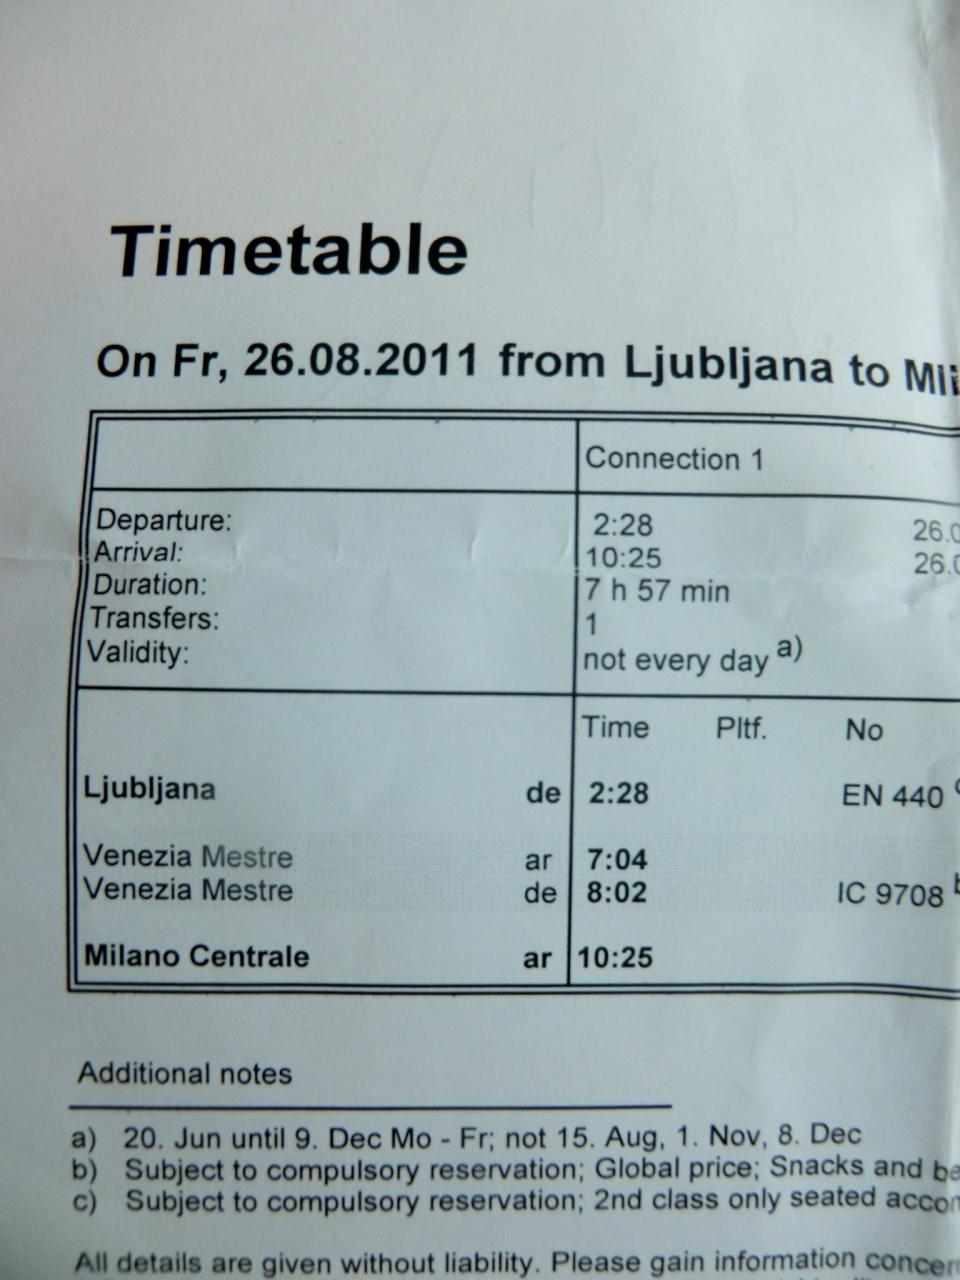 Timetable
On Fr, 26.08.2011 from Ljubljana to
Connection 1
Departure: 2:28 26.0
Arrival: 10:25 26.0
Duration: 7 h 57 min
Transfers: 1
Validity: not every day a)
Time Pltf. No
Ljubljana de 2:28 EN 440
Venezia Mestre ar 7:04
Venezia Mestre de 8:02 IC 9708
Milano Centrale ar 10:25
Additional notes
a) 20. Jun until 9. Dec Mo - Fr; not 15. Aug, 1. Nov, 8. Dec
b) Subject to compulsory reservation; Global price; Snacks and
c) Subject to compulsory reservation; 2nd class only seated
All details are given without liability. Please gain information